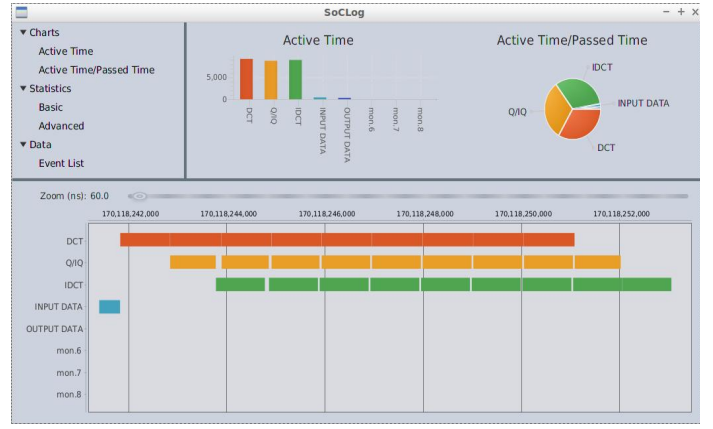 SoCLog
▼ Charts
Active Time
Active Time/Passed Time
▼ Statistics
Basic
Advanced
▼ Data
Event List
Active Time
5,000
0
DCT
Q/IQ
IDCT
INPUT DATA
OUTPUT DATA
mon.6
mon.7
mon.8
Active Time/Passed Time
IDCT
INPUT DATA
Q/IQ
DCT
Zoom (ns): 60.0
170,118,242,000 170,118,244,000 170,118,246,000 170,118,248,000 170,118,250,000 170,118,252,000
DCT
Q/IQ
IDCT
INPUT DATA
OUTPUT DATA
mon.6
mon.7
mon.8